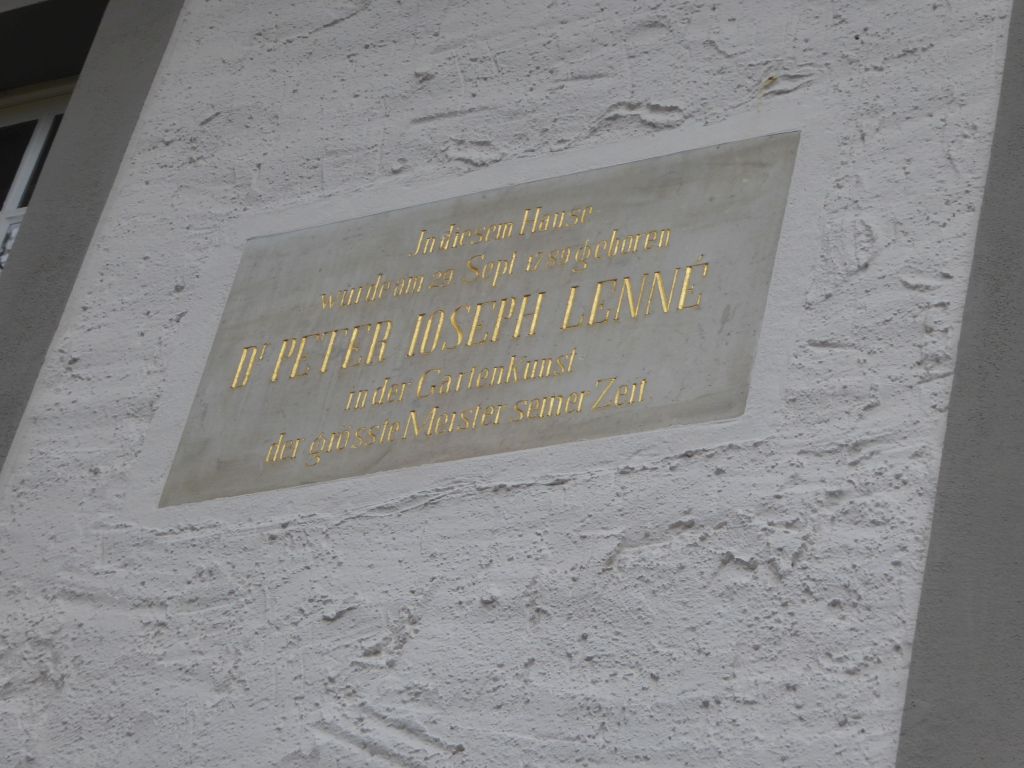 In diesem Hause
wurde am 29 Sept 1789 geboren
Dr PETER JOSEPH LENNÉ
in der Gartenkunst
der grösste Meister seiner Zeit